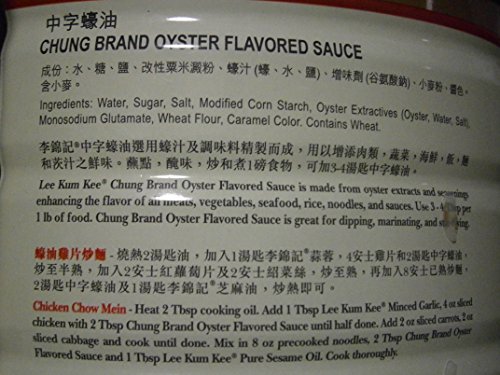 中字蠔油
CHUNG BRAND OYSTER FLAVORED SAUCE
成份：水、糖、鹽、改性粟米澱粉、蠔汁（蠔、水、鹽）、增味劑（谷氨酸鈉）、小麥粉、醬色。
含小麥。
Ingredients: Water, Sugar, Salt, Modified Corn Starch, Oyster Extractives (Oyster, Water, Salt),
Monosodium Glutamate, Wheat Flour, Caramel Color. Contains Wheat.
李錦記®中字蠔油選用蠔汁及調味料精製而成，用以增添肉類，蔬菜，海鮮，飯，麵
和茨汁之鮮味。蘸點，醃味，炒和煮1磅食物，可加3-4湯匙中字蠔油。
Lee Kum Kee® Chung Brand Oyster Flavored Sauce is made from oyster extracts and seasonings
enhancing the flavor of all meats, vegetables, seafood, rice, noodles, and sauces. Use 3-4 Tbsp per
1 lb of food. Chung Brand Oyster Flavored Sauce is great for dipping, marinating, and
蠔油雞片炒麵 - 燒熱2湯匙油，加入1湯匙李錦記®蒜蓉，4安士雞片和2湯匙中字蠔油，
炒至半熟，加入2安士紅蘿蔔片及2安士紹菜絲，炒至熟，再加入8安士已熟炒麵，
2湯匙中字蠔油及1湯匙李錦記®芝麻油，炒熱即可。
Chicken Chow Mein - Heat 2 Tbsp cooking oil. Add 1 Tbsp Lee Kum Kee® Minced Garlic, 4 oz sliced
chicken with 2 Tbsp Chung Brand Oyster Flavored Sauce until half done. Add 2 oz sliced carrots, 2 oz
sliced cabbage and cook until done. Mix in 8 oz precooked noodles, 2 Tbsp Chung Brand Oyster
Flavored Sauce and 1 Tbsp Lee Kum Kee® Pure Sesame Oil. Cook thoroughly.